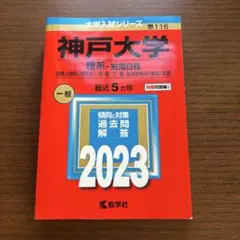 大学入試シリーズ
116
神戸大学
理系-前期日程
最近5カ年
一般
傾向と対策
過去問
解答
2023
教学社